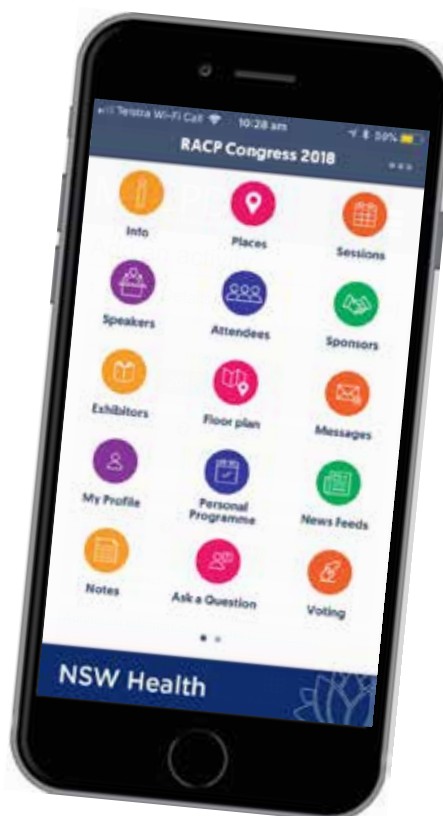 Telstra Wi-Fi Call 10:28 am 59%
RACP Congress 2018
Info Places Sessions
Speakers Attendees Sponsors
Exhibitors Floor plan Messages
My Profile Personal Programme News Feeds
Notes Ask a Question Voting
NSW Health